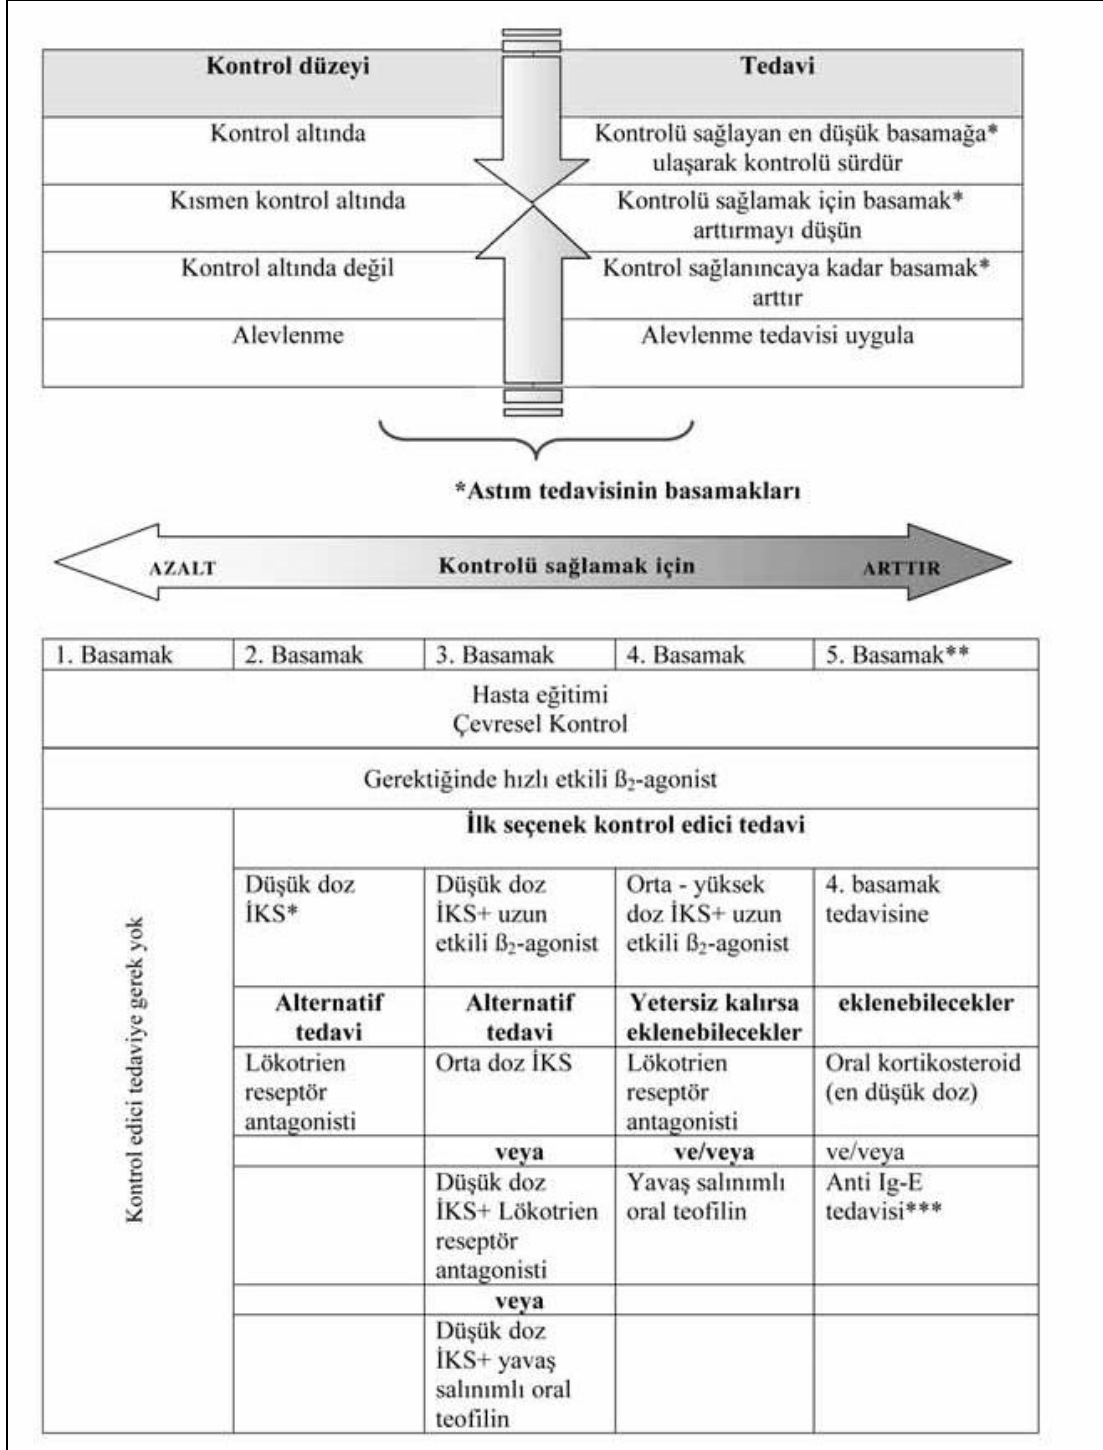 Kontrol düzeyi
Tedavi
Kontrol altında
Kontrolü sağlayan en düşük basamağa*
ulaşarak kontrolü sürdür
Kısmen kontrol altında
Kontrolü sağlamak için basamak*
arttırmayı düşün
Kontrol altında değil
Kontrol sağlanıncaya kadar basamak*
arttır
Alevlenme
Alevlenme tedavisi uygula
*Astım tedavisinin basamakları
AZALT
Kontrolü sağlamak için
ARTTIR
1. Basamak
2. Basamak
3. Basamak
4. Basamak
5. Basamak**
Hasta eğitimi
Çevresel Kontrol
Gerektiğinde hızlı etkili ß₂-agonist
Kontrol edici tedaviye gerek yok
İlk seçenek kontrol edici tedavi
Düşük doz
İKS*
Düşük doz
İKS+ uzun
etkili ß₂-agonist
Orta - yüksek
doz İKS+ uzun
etkili ß₂-agonist
4. basamak
tedavisine
Alternatif
tedavi
Alternatif
tedavi
Yetersiz kalırsa
eklenebilecekler
eklenebilecekler
Lökotrien
reseptör
antagonisti
Orta doz İKS
Lökotrien
reseptör
antagonisti
Oral kortikosteroid
(en düşük doz)
veya
ve/veya
ve/veya
Düşük doz
İKS+ Lökotrien
reseptör
antagonisti
Yavaş salınımlı
oral teofilin
Anti Ig-E
tedavisi***
veya
Düşük doz
İKS+ yavaş
salınımlı oral
teofilin